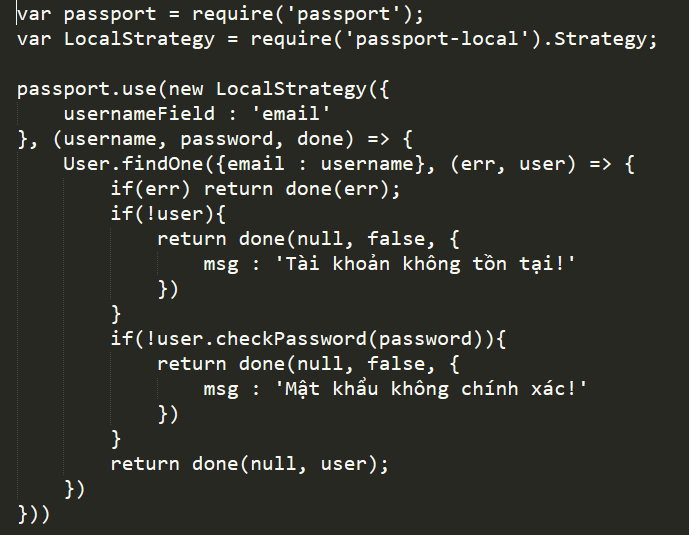 var passport = require('passport');
var LocalStrategy = require('passport-local').Strategy;

passport.use(new LocalStrategy({
    usernameField : 'email'
}, (username, password, done) => {
    User.findOne({email : username}, (err, user) => {
        if(err) return done(err);
        if(!user){
            return done(null, false, {
                msg : 'Tài khoản không tồn tại!'
            })
        }
        if(!user.checkPassword(password)){
            return done(null, false, {
                msg : 'Mật khẩu không chính xác!'
            })
        }
        return done(null, user);
    })
}))